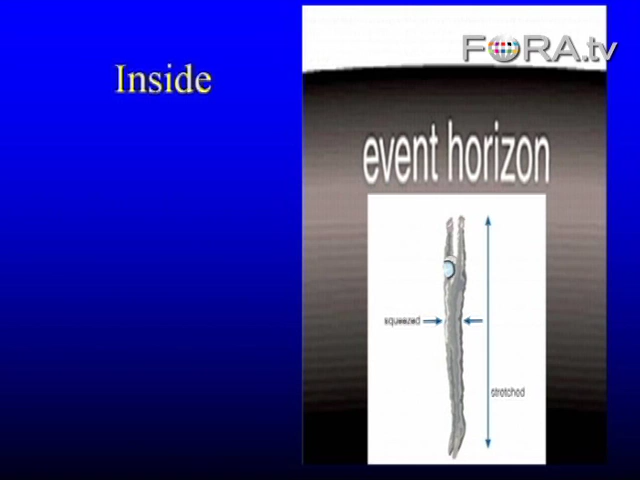 Inside
FORA.tv
event horizon
squeezed
stretched